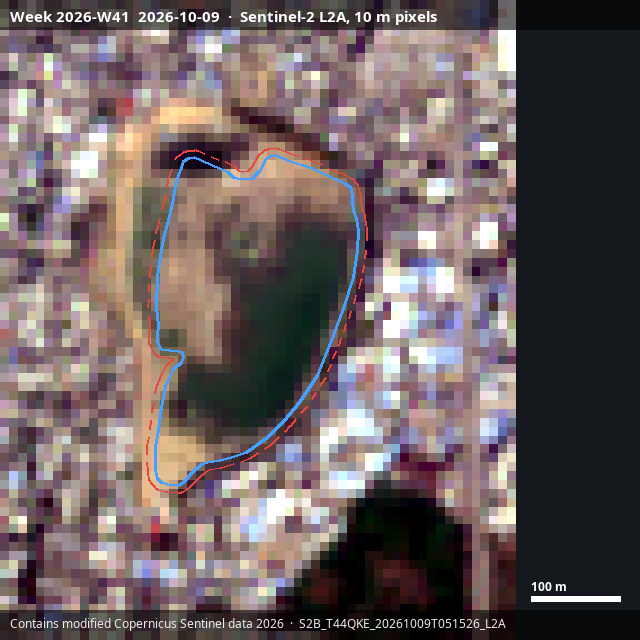 Week 2026-W41  2026-10-09  ·  Sentinel-2 L2A, 10 m pixels
100 m
Contains modified Copernicus Sentinel data 2026  ·  S2B_T44QKE_20261009T051526_L2A